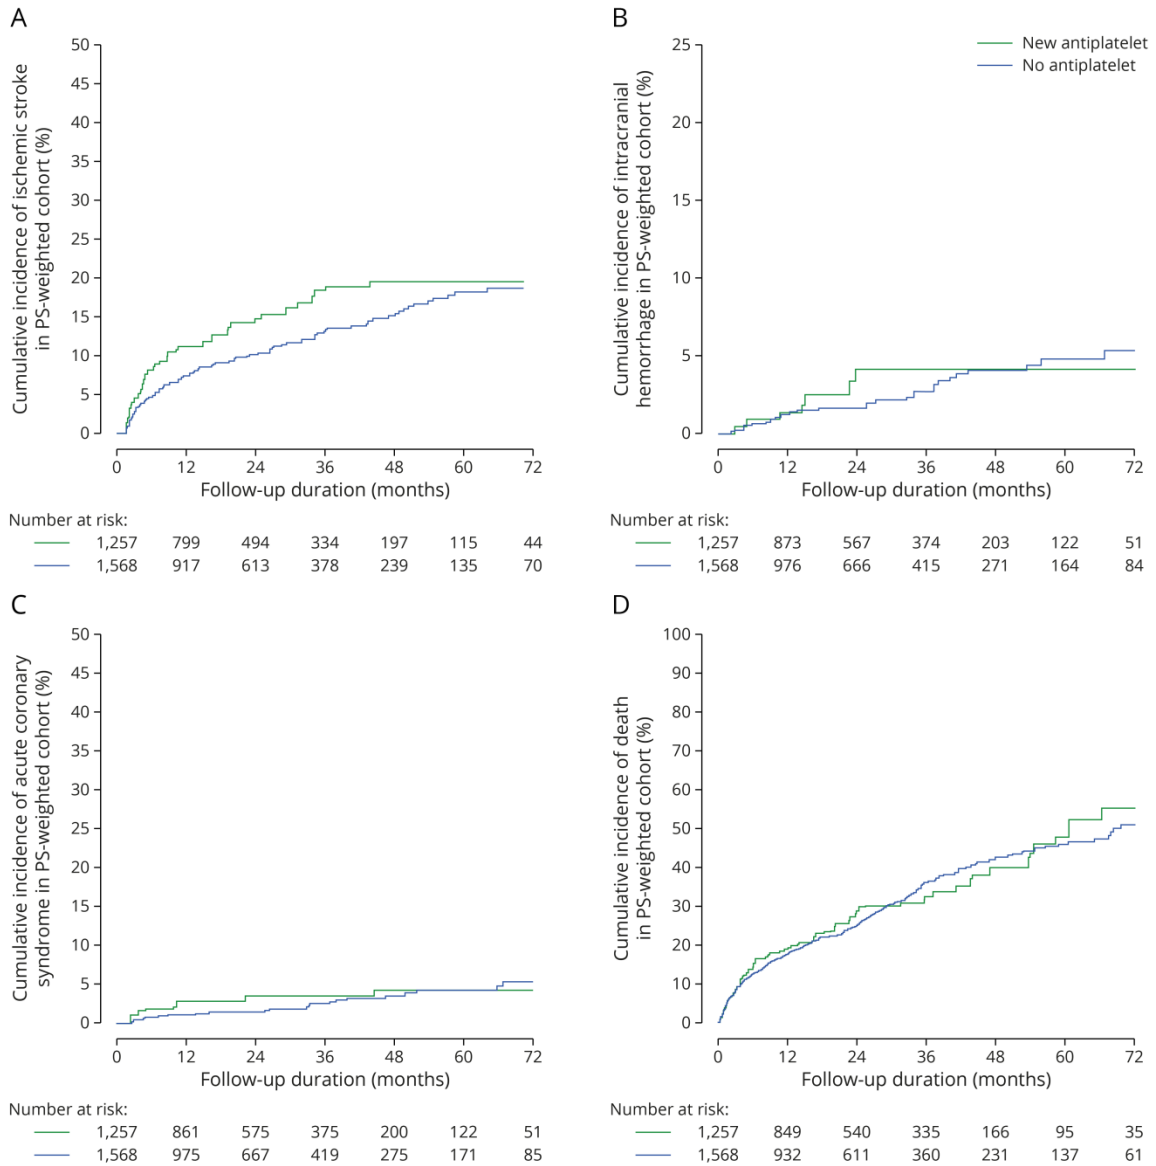 A
Cumulative incidence of ischemic stroke
in PS-weighted cohort (%)
50
45
40
35
30
25
20
15
10
5
0
0 12 24 36 48 60 72
Follow-up duration (months)
Number at risk:
1,257 799 494 334 197 115 44
1,568 917 613 378 239 135 70
B
New antiplatelet
No antiplatelet
Cumulative incidence of intracranial
hemorrhage in PS-weighted cohort (%)
25
20
15
10
5
0
0 12 24 36 48 60 72
Follow-up duration (months)
Number at risk:
1,257 873 567 374 203 122 51
1,568 976 666 415 271 164 84
C
Cumulative incidence of acute coronary
syndrome in PS-weighted cohort (%)
50
45
40
35
30
25
20
15
10
5
0
0 12 24 36 48 60 72
Follow-up duration (months)
Number at risk:
1,257 861 575 375 200 122 51
1,568 975 667 419 275 171 85
D
Cumulative incidence of death
in PS-weighted cohort (%)
100
90
80
70
60
50
40
30
20
10
0
0 12 24 36 48 60 72
Follow-up duration (months)
Number at risk:
1,257 849 540 335 166 95 35
1,568 932 611 360 231 137 61